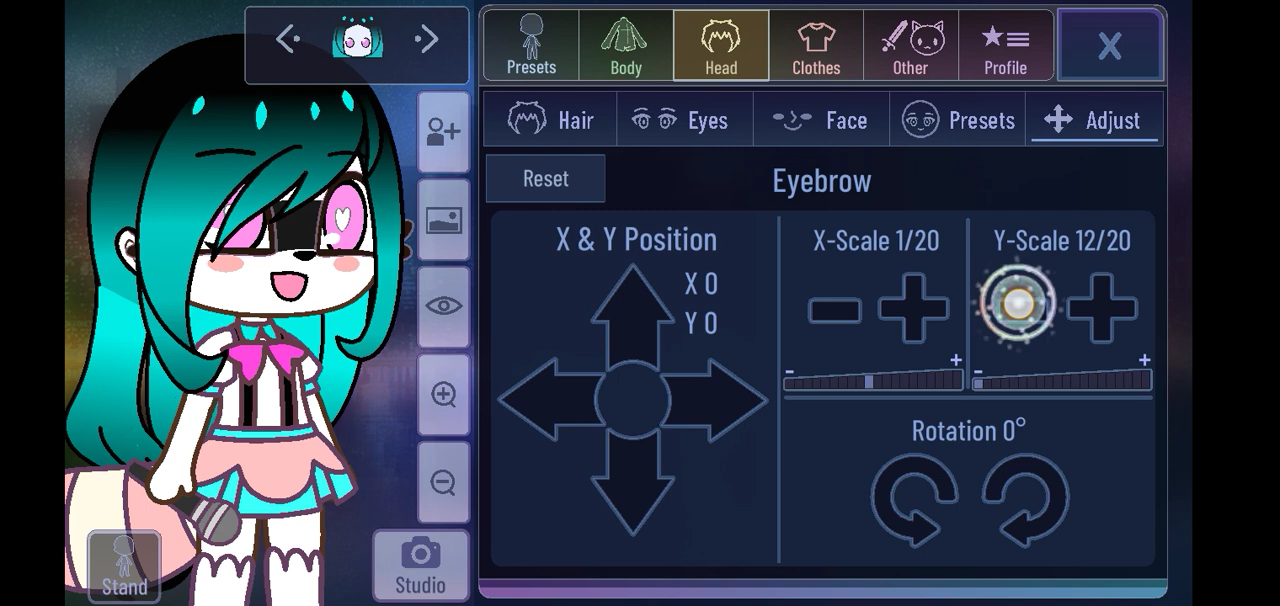 Presets
Body
Head
Clothes
Other
Profile
X
Hair
Eyes
Face
Presets
Adjust
Reset
Eyebrow
X & Y Position
X 0
Y 0
X-Scale 1/20
Y-Scale 12/20
- +
- +
Rotation 0°
Stand
Studio